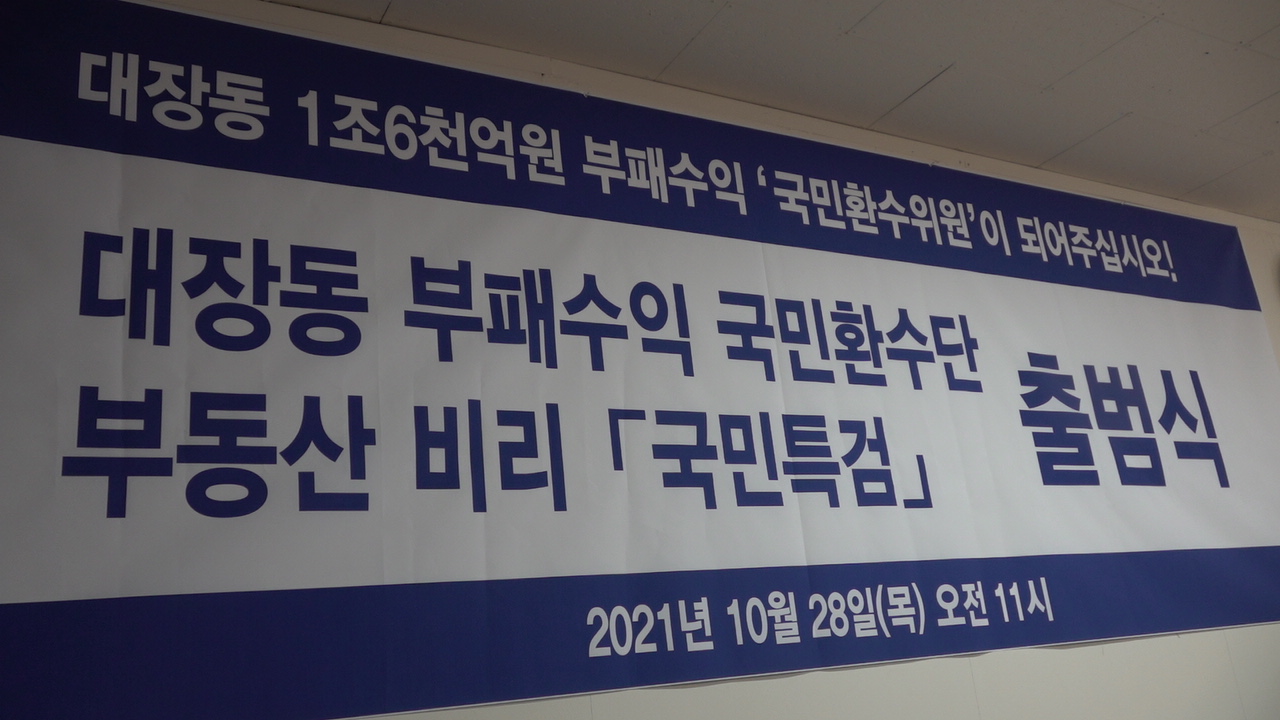 대장동 1조6천억원 부패수익 ‘국민환수위원’이 되어주십시오!
대장동 부패수익 국민환수단
부동산 비리 「국민특검」
출범식
2021년 10월 28일(목) 오전 11시